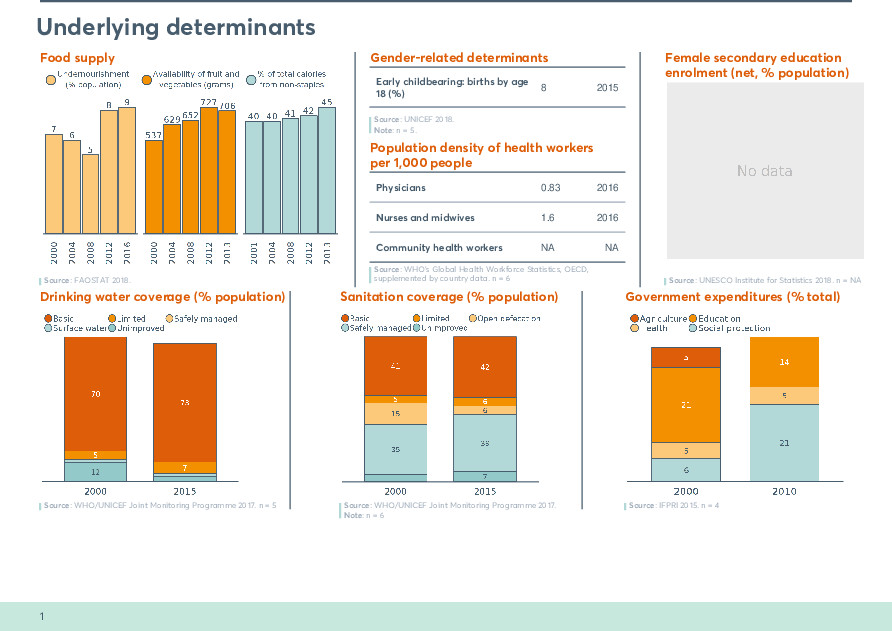 Underlying determinants
Food supply
Undernourishment (% population)
Availability of fruit and vegetables (grams)
% of total calories from non-staples
7 6 5 8 9
537 629 652 727 706
40 40 41 42 45
2000 2004 2008 2012 2016
2000 2004 2008 2012 2013
2001 2004 2008 2012 2013
Source: FAOSTAT 2018.
Gender-related determinants
Early childbearing: births by age 18 (%) 8 2015
Source: UNICEF 2018.
Note: n = 5.
Population density of health workers
per 1,000 people
Physicians 0.83 2016
Nurses and midwives 1.6 2016
Community health workers NA NA
Source: WHO's Global Health Workforce Statistics, OECD,
supplemented by country data. n = 6
Female secondary education
enrolment (net, % population)
No data
Source: UNESCO Institute for Statistics 2018. n = NA
Drinking water coverage (% population)
Basic Limited Safely managed
Surface water Unimproved
70
5
12
73
7
2000 2015
Source: WHO/UNICEF Joint Monitoring Programme 2017. n = 5
Sanitation coverage (% population)
Basic Limited Open defecation
Safely managed Unimproved
41
5
15
35
42
6
6
7
2000 2015
Source: WHO/UNICEF Joint Monitoring Programme 2017.
Note: n = 6
Government expenditures (% total)
Agriculture Education
Health Social protection
21
5
6
14
5
21
2000 2010
Source: IFPRI 2015. n = 4
1